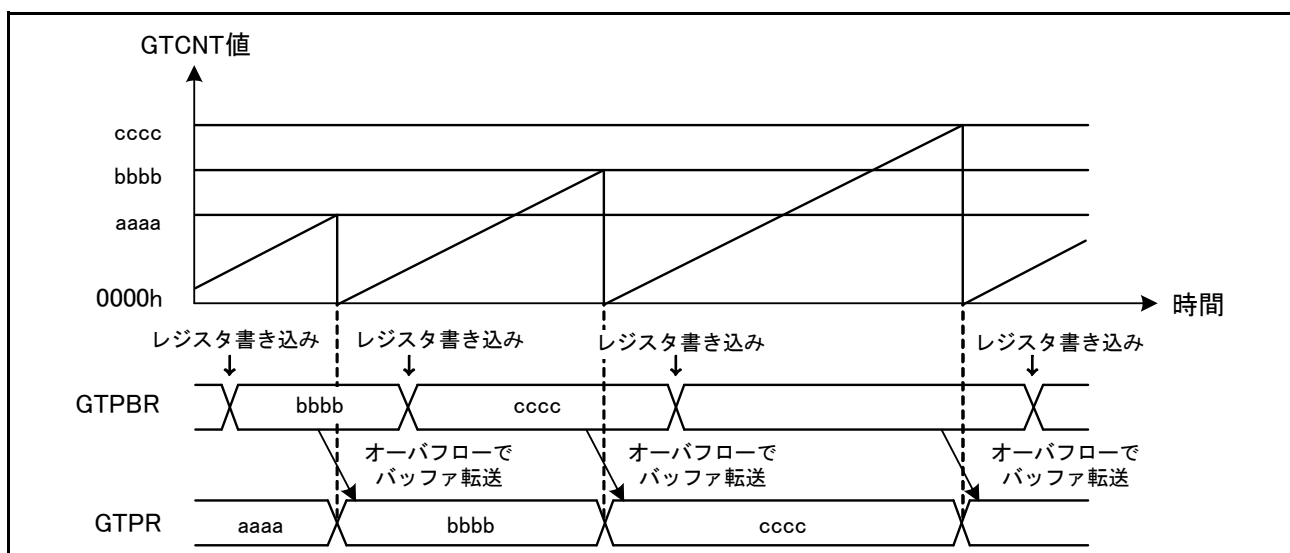 GTCNT値
cccc
bbbb
aaaa
0000h
時間
レジスタ書き込み レジスタ書き込み レジスタ書き込み レジスタ書き込み
GTPBR bbbb cccc
オーバフローで オーバフローで オーバフローで
バッファ転送 バッファ転送 バッファ転送
GTPR aaaa bbbb cccc